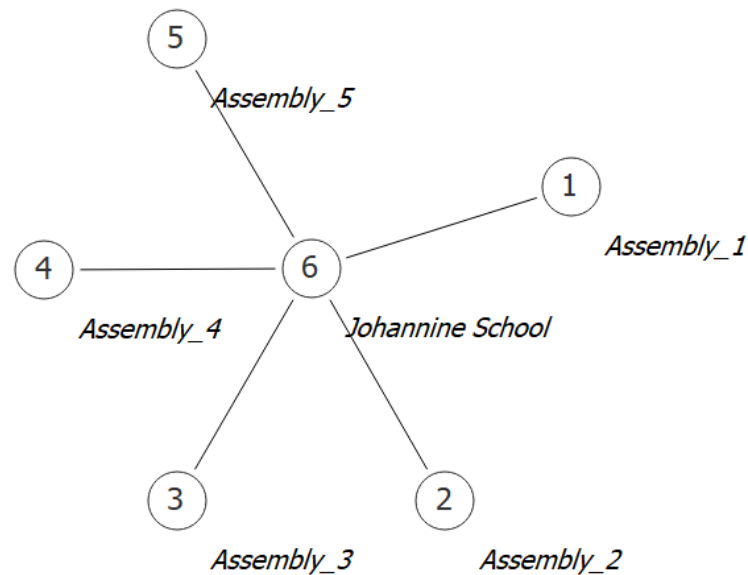 5
Assembly_5
1
Assembly_1
4
6
Assembly_4
Johannine School
3
2
Assembly_3
Assembly_2